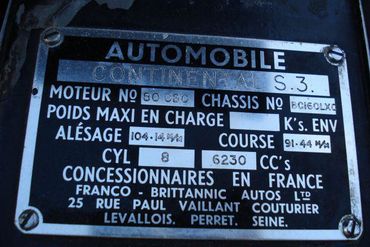 AUTOMOBILE
CONTINENTAL S.3.
MOTEUR Nº CHASSIS Nº BC160LXC
POIDS MAXI EN CHARGE K's. ENV
ALÉSAGE 104·14 M/M COURSE 91·44 M/M
CYL 8 6230 CC's
CONCESSIONNAIRES EN FRANCE
FRANCO - BRITTANNIC AUTOS LTD
25 RUE PAUL VAILLANT COUTURIER
LEVALLOIS. PERRET. SEINE.